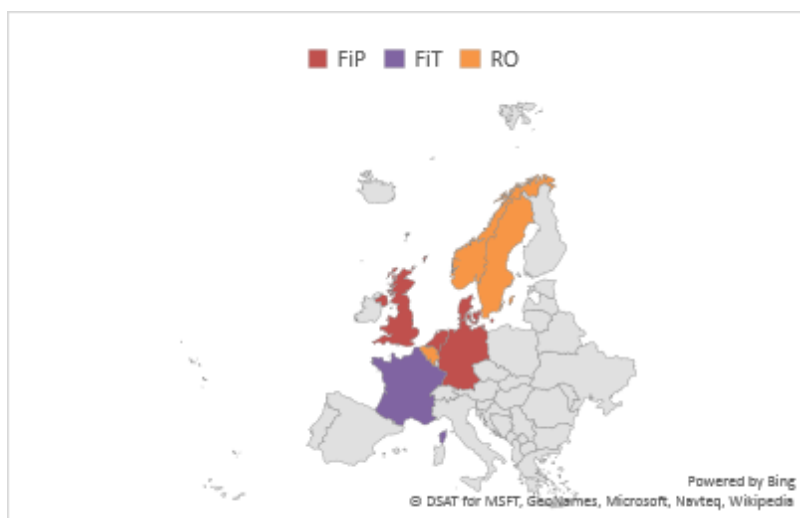 FiP FiT RO
Powered by Bing
© DSAT for MSFT, GeoNames, Microsoft, Navteq, Wikipedia